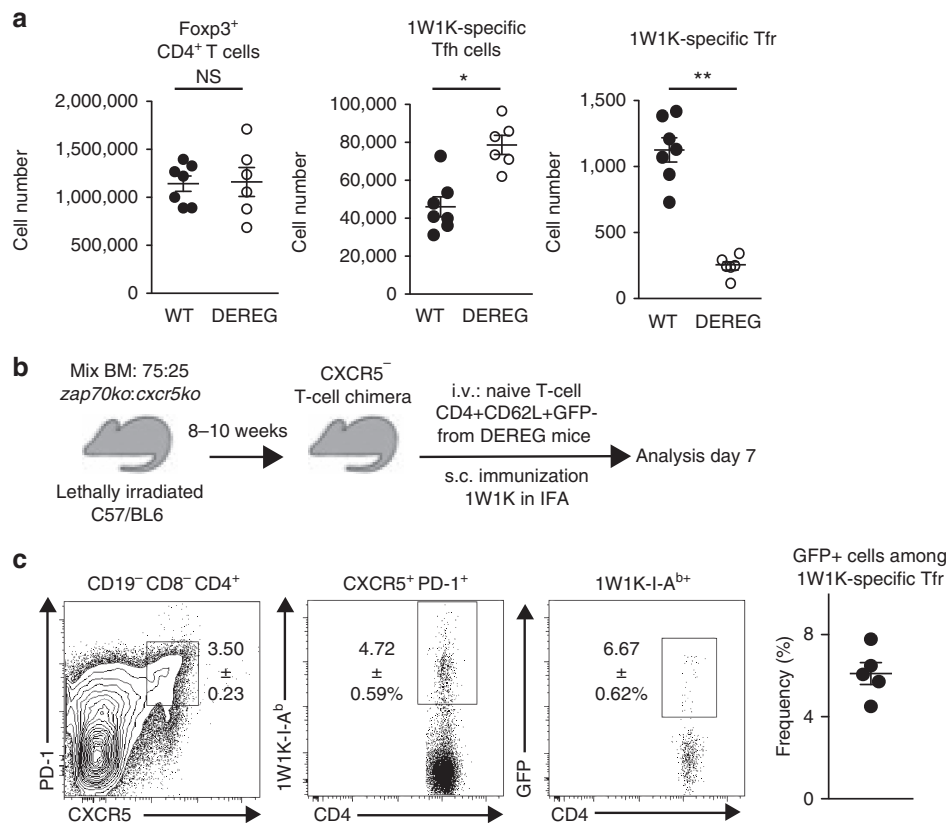 a
Foxp3⁺
CD4⁺ T cells
NS
2,000,000
1,500,000
1,000,000
500,000
0
Cell number
WT DEREG
1W1K-specific
Tfh cells
*
100,000
80,000
60,000
40,000
20,000
0
Cell number
WT DEREG
1W1K-specific Tfr
**
1,500
1,000
500
0
Cell number
WT DEREG
b
Mix BM: 75:25
zap70ko:cxcr5ko
Lethally irradiated
C57/BL6
8–10 weeks
CXCR5⁻
T-cell chimera
i.v.: naive T-cell
CD4+CD62L+GFP-
from DEREG mice
s.c. immunization
1W1K in IFA
Analysis day 7
c
CD19⁻ CD8⁻ CD4⁺
3.50
±
0.23
PD-1
CXCR5
CXCR5⁺ PD-1⁺
4.72
±
0.59%
1W1K-I-Aᵇ
CD4
1W1K-I-Aᵇ⁺
6.67
±
0.62%
GFP
CD4
GFP+ cells among
1W1K-specific Tfr
8
4
0
Frequency (%)